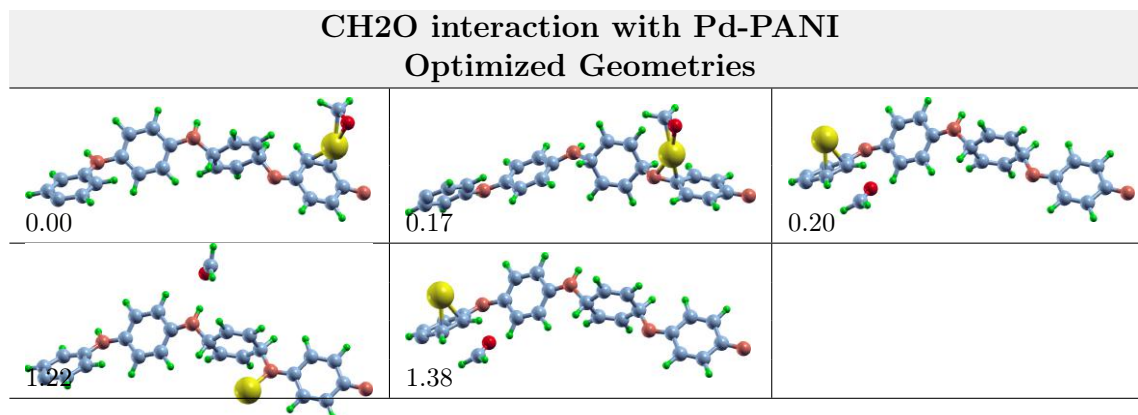 CH2O interaction with Pd-PANI
Optimized Geometries
0.00
0.17
0.20
1.22
1.38